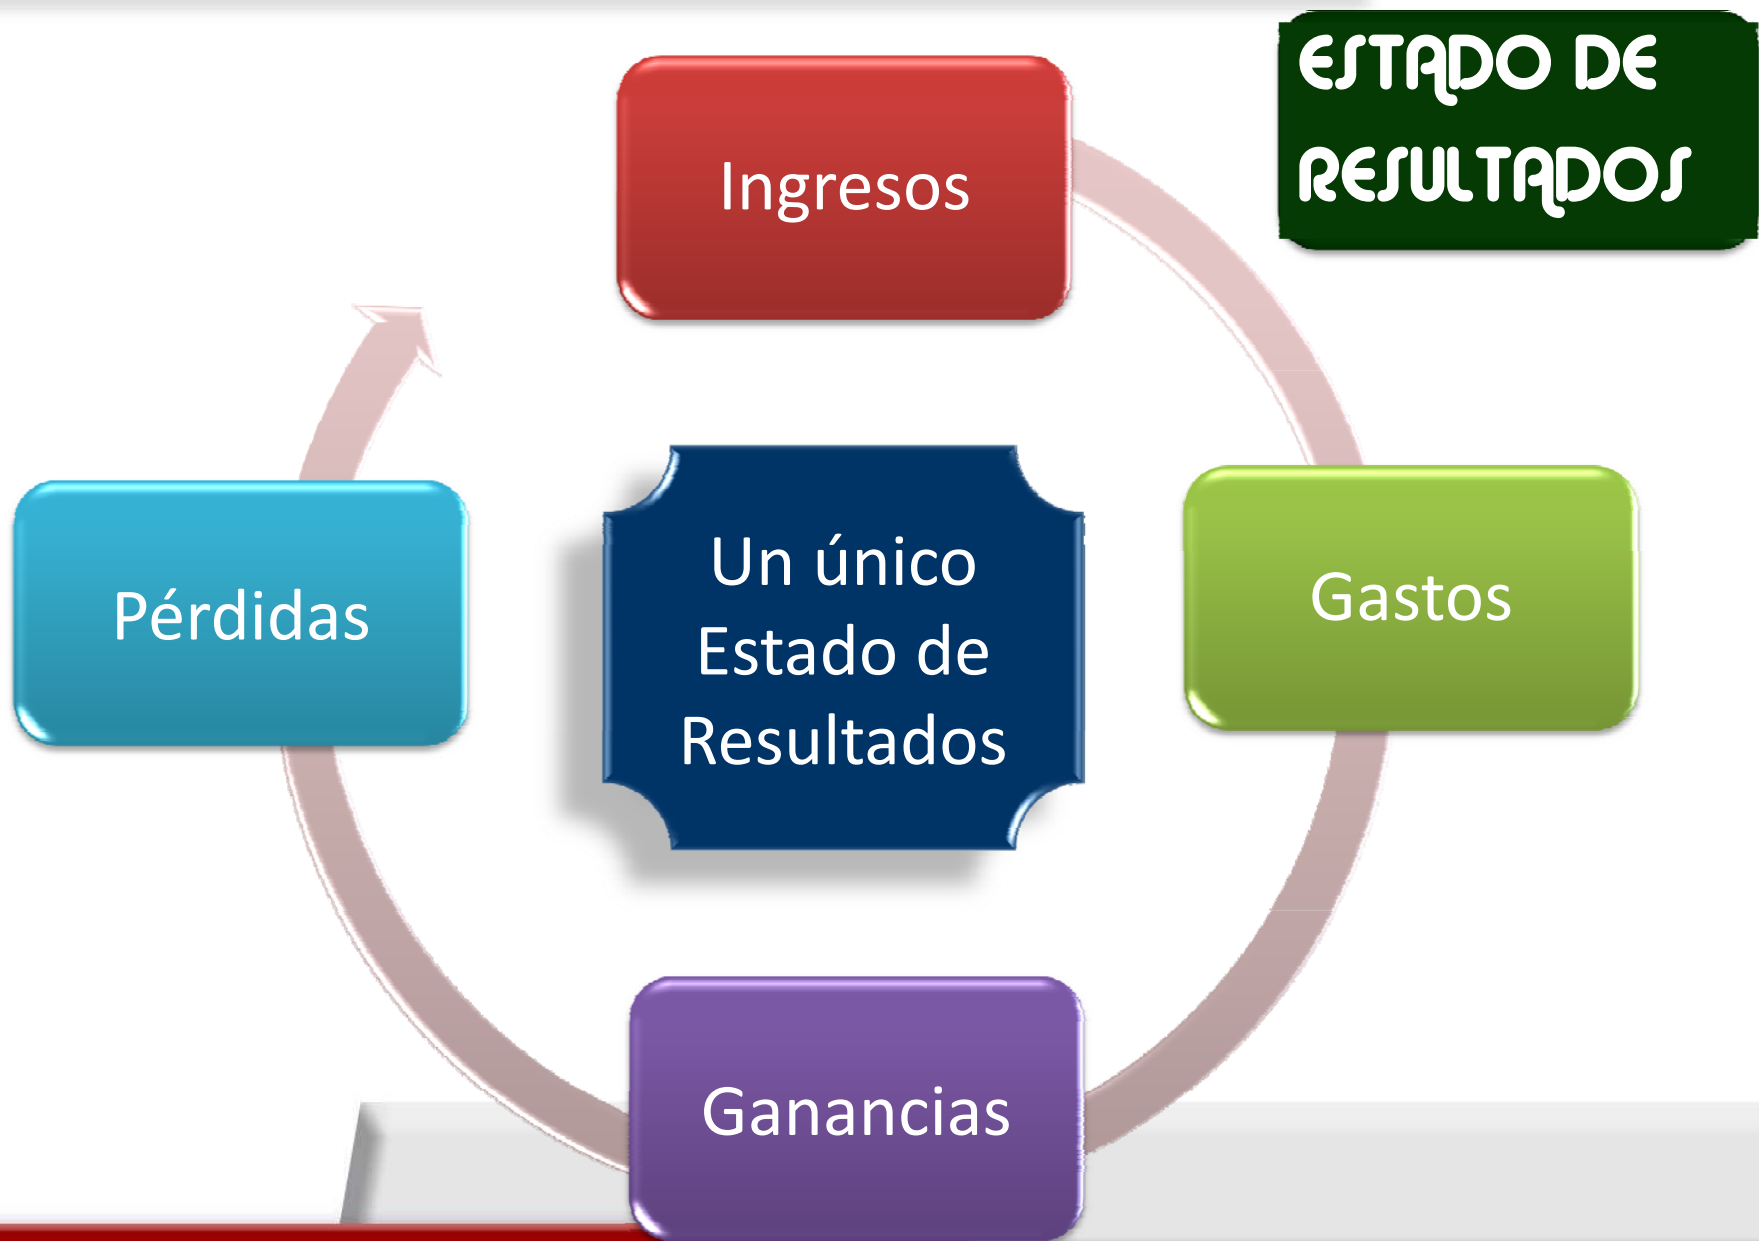 ESTADO DE
RESULTADOS
Ingresos
Gastos
Ganancias
Pérdidas
Un único
Estado de
Resultados